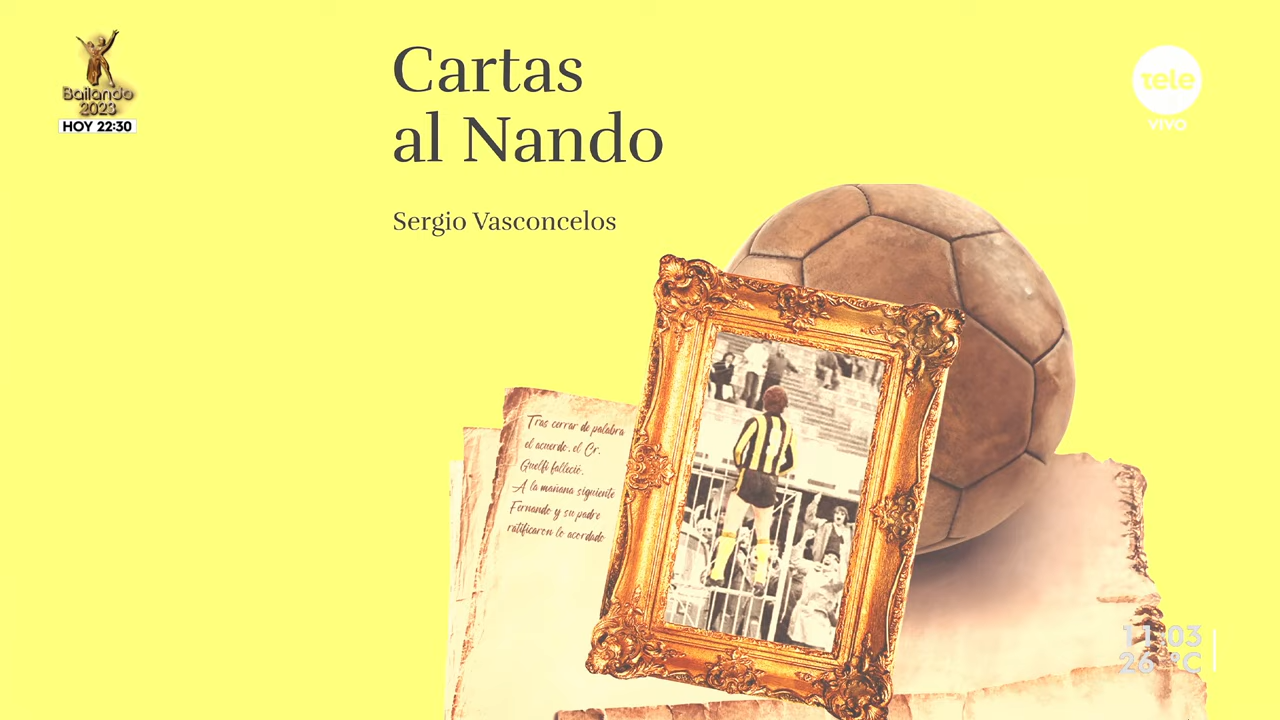 Bailando
2023
HOY 22:30
Cartas
al Nando
Sergio Vasconcelos
tele
VIVO
Tras cerrar de palabra
el acuerdo, el Cr.
Guelfi falleció.
A la mañana siguiente
Fernando y su padre
ratificaron lo acordado
11:03
26 °C